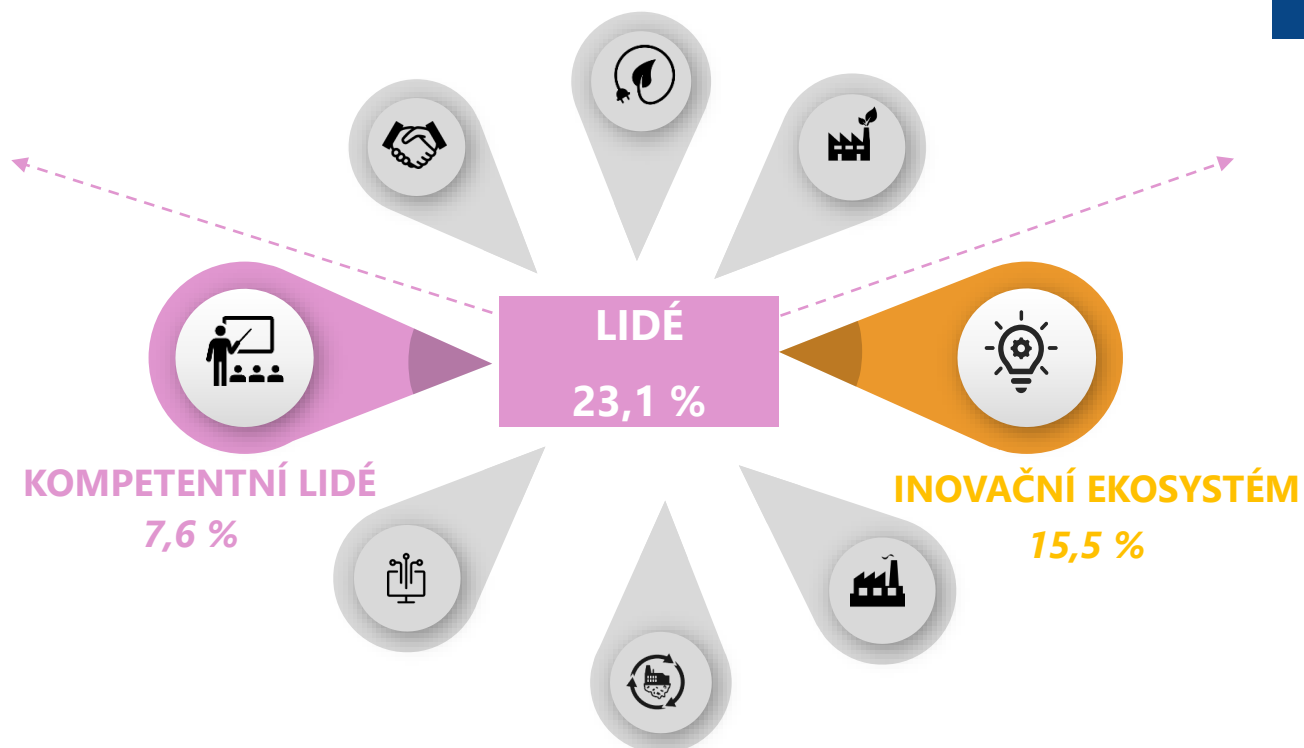 LIDÉ
23,1 %
KOMPETENTNÍ LIDÉ
7,6 %
INOVAČNÍ EKOSYSTÉM
15,5 %